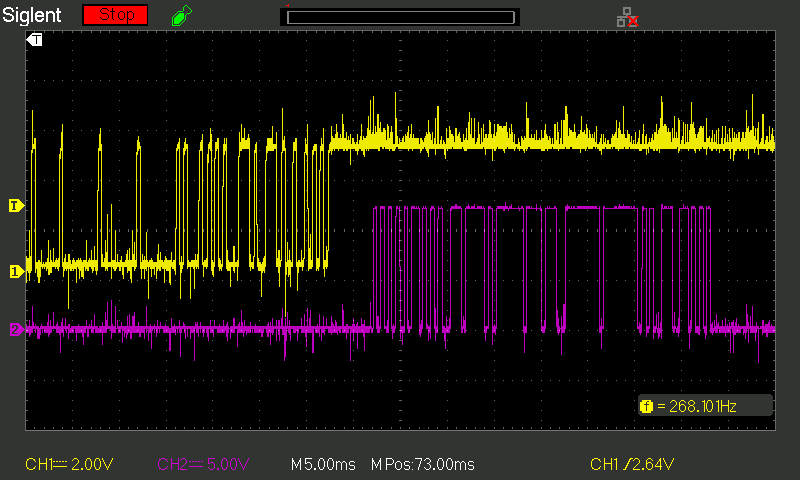 Siglent Stop
T
T
1
2
f = 268.101Hz
CH1 2.00V CH2 5.00V M 5.00ms M Pos:73.00ms CH1 2.64V